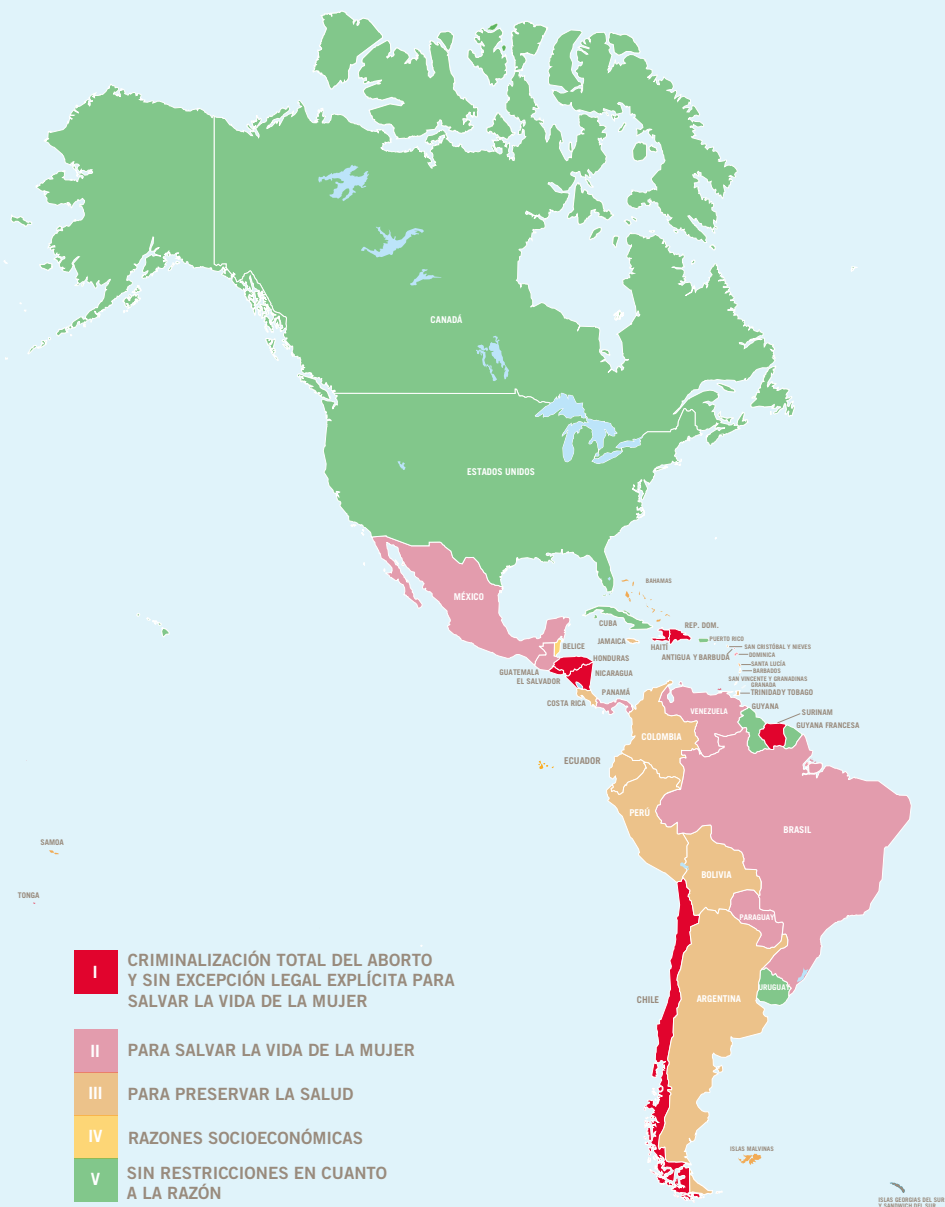 CANADÁ
ESTADOS UNIDOS
MÉXICO
BAHAMAS
CUBA
REP. DOM.
JAMAICA
HAITÍ
PUERTO RICO
SAN CRISTÓBAL Y NIEVES
ANTIGUA Y BARBUDA
DOMINICA
BELICE
HONDURAS
SANTA LUCÍA
BARBADOS
GUATEMALA
EL SALVADOR
NICARAGUA
SAN VINCENTE Y GRANADINAS
GRANADA
TRINIDAD Y TOBAGO
COSTA RICA
PANAMÁ
VENEZUELA
GUYANA
SURINAM
GUYANA FRANCESA
COLOMBIA
ECUADOR
PERÚ
BRASIL
SAMOA
BOLIVIA
TONGA
PARAGUAY
URUGUAY
CHILE
ARGENTINA
I
CRIMINALIZACIÓN TOTAL DEL ABORTO
Y SIN EXCEPCIÓN LEGAL EXPLÍCITA PARA
SALVAR LA VIDA DE LA MUJER
II
PARA SALVAR LA VIDA DE LA MUJER
III
PARA PRESERVAR LA SALUD
IV
RAZONES SOCIOECONÓMICAS
V
SIN RESTRICCIONES EN CUANTO
A LA RAZÓN
ISLAS MALVINAS
ISLAS GEORGIAS DEL SUR
Y SANDWICH DEL SUR